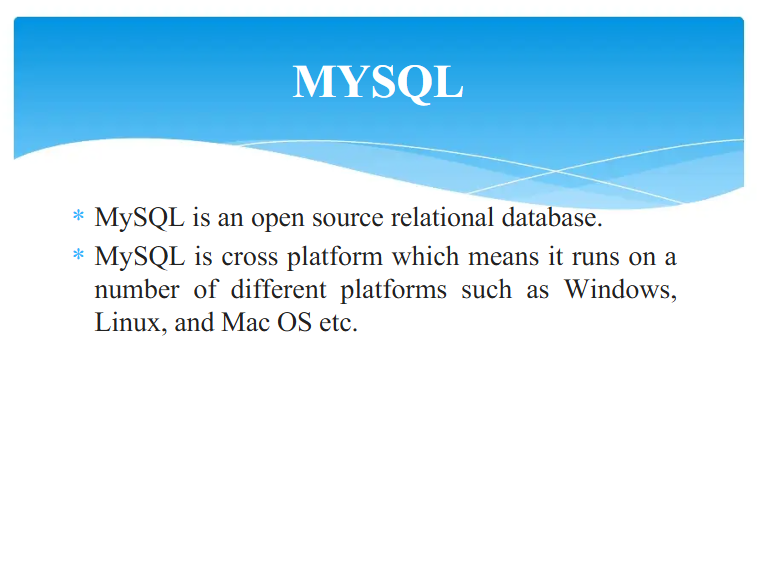 MYSQL
* MySQL is an open source relational database.
* MySQL is cross platform which means it runs on a
number of different platforms such as Windows,
Linux, and Mac OS etc.